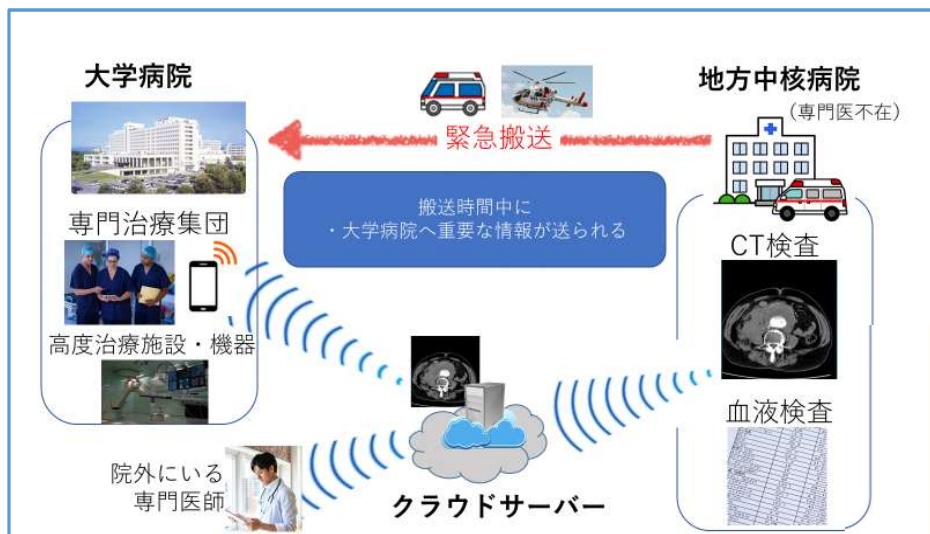 大学病院
地方中核病院
(専門医不在)
緊急搬送
搬送時間中に
・大学病院へ重要な情報が送られる
専門治療集団
CT検査
高度治療施設・機器
血液検査
院外にいる
専門医師
クラウドサーバー